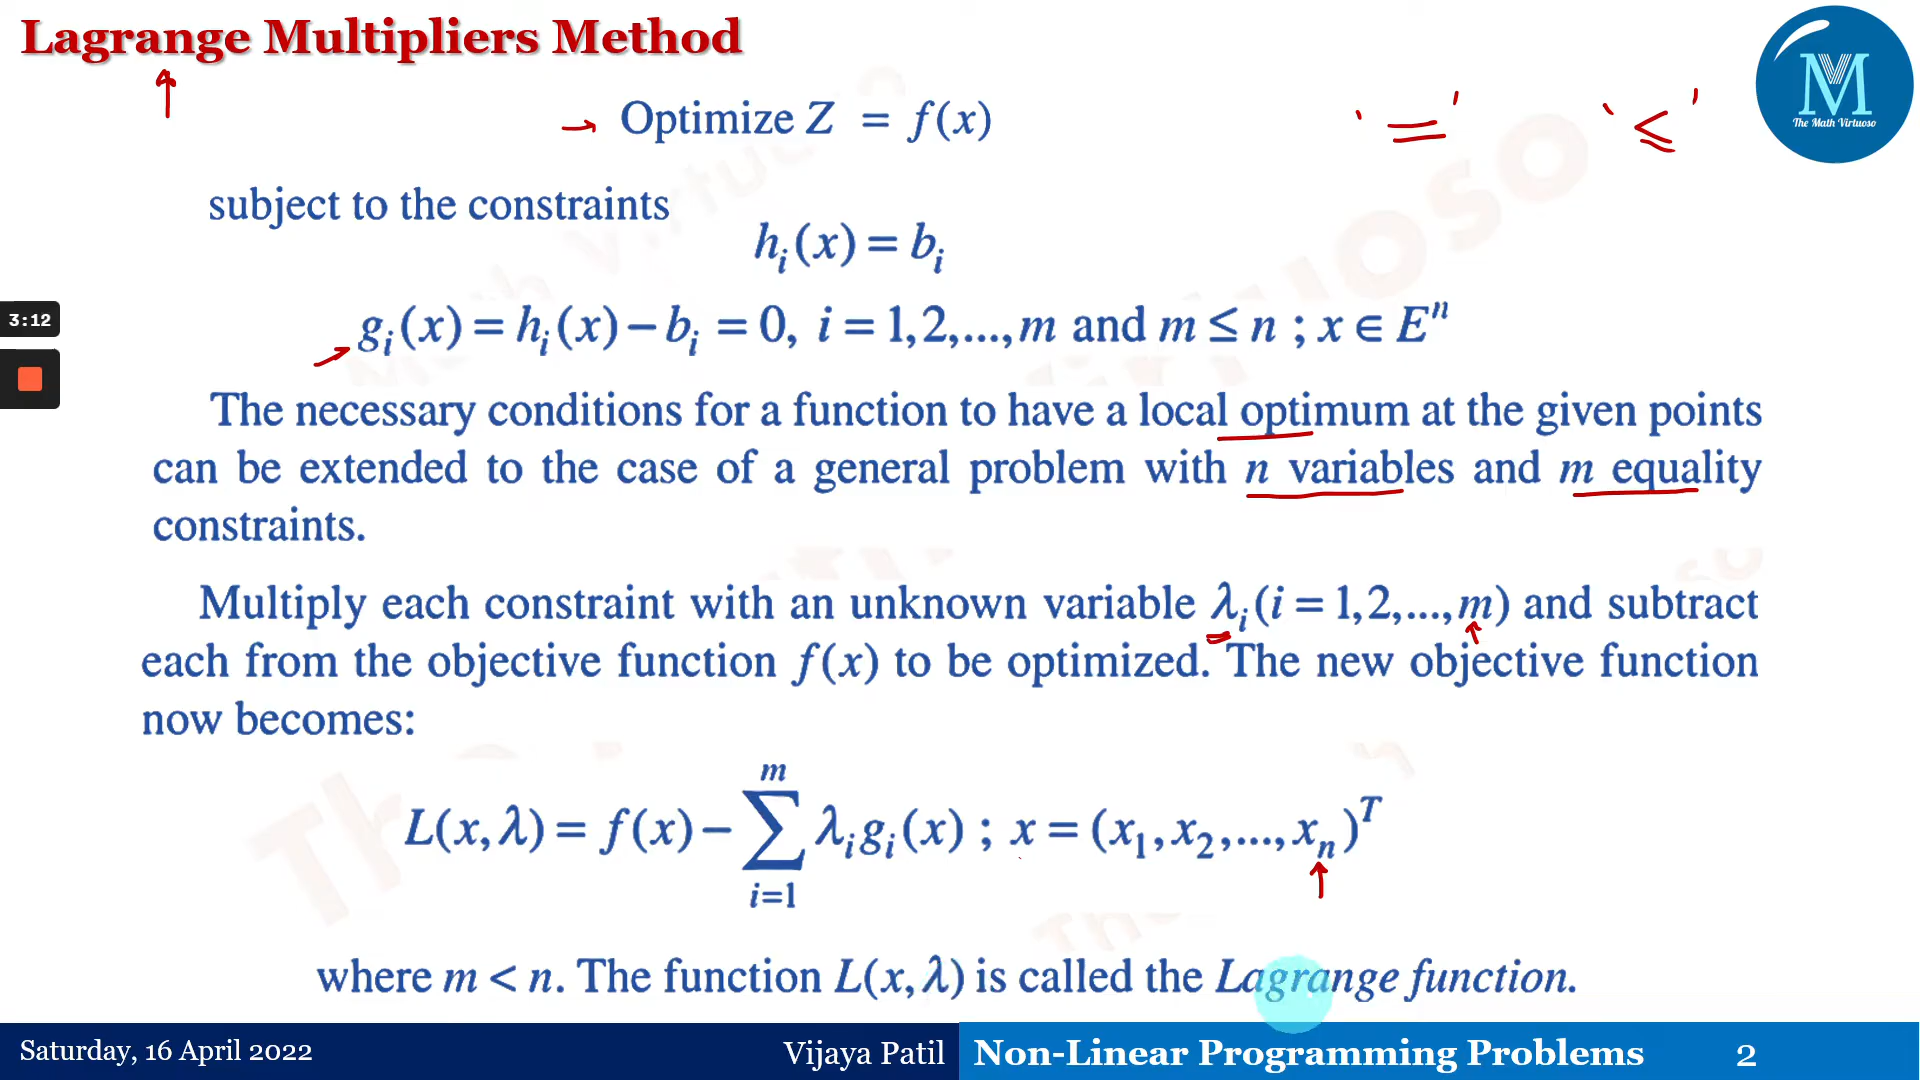 Lagrange Multipliers Method
Optimize Z = f(x)
'=' '≤'
M
The Math Virtuoso
subject to the constraints
hᵢ(x) = bᵢ
3:12
gᵢ(x) = hᵢ(x) − bᵢ = 0, i = 1,2,...,m and m ≤ n ; x ∈ Eⁿ
The necessary conditions for a function to have a local optimum at the given points
can be extended to the case of a general problem with n variables and m equality
constraints.
Multiply each constraint with an unknown variable λᵢ(i = 1,2,...,m) and subtract
each from the objective function f(x) to be optimized. The new objective function
now becomes:
L(x,λ) = f(x) − ∑ᵢ₌₁ᵐ λᵢgᵢ(x) ; x = (x₁,x₂,...,xₙ)ᵀ
where m < n. The function L(x,λ) is called the Lagrange function.
Saturday, 16 April 2022 Vijaya Patil Non-Linear Programming Problems 2